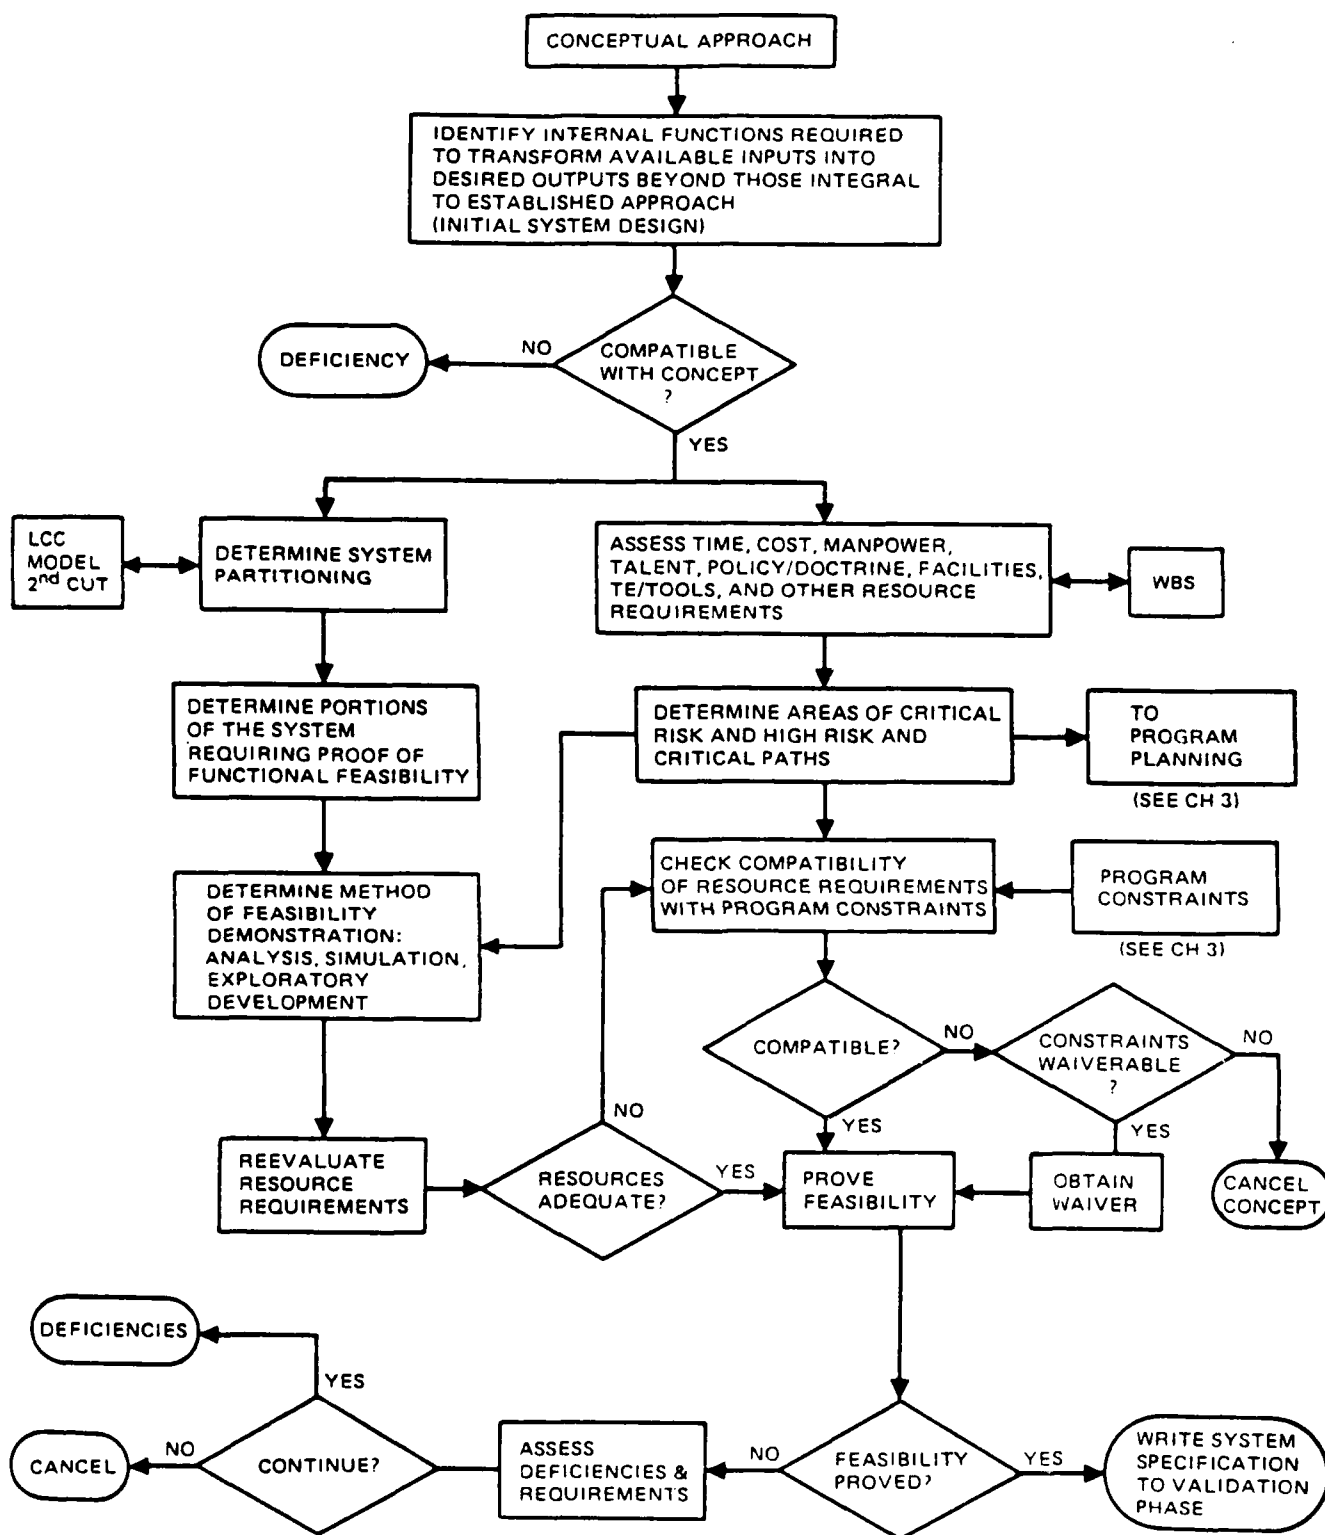 CONCEPTUAL APPROACH
IDENTIFY INTERNAL FUNCTIONS REQUIRED
TO TRANSFORM AVAILABLE INPUTS INTO
DESIRED OUTPUTS BEYOND THOSE INTEGRAL
TO ESTABLISHED APPROACH
(INITIAL SYSTEM DESIGN)
DEFICIENCY
NO
COMPATIBLE
WITH CONCEPT
?
YES
LCC
MODEL
2nd CUT
DETERMINE SYSTEM
PARTITIONING
ASSESS TIME, COST, MANPOWER,
TALENT, POLICY/DOCTRINE, FACILITIES,
TE/TOOLS, AND OTHER RESOURCE
REQUIREMENTS
WBS
DETERMINE PORTIONS
OF THE SYSTEM
REQUIRING PROOF OF
FUNCTIONAL FEASIBILITY
DETERMINE AREAS OF CRITICAL
RISK AND HIGH RISK AND
CRITICAL PATHS
TO
PROGRAM
PLANNING
(SEE CH 3)
DETERMINE METHOD
OF FEASIBILITY
DEMONSTRATION:
ANALYSIS, SIMULATION,
EXPLORATORY
DEVELOPMENT
CHECK COMPATIBILITY
OF RESOURCE REQUIREMENTS
WITH PROGRAM CONSTRAINTS
PROGRAM
CONSTRAINTS
(SEE CH 3)
COMPATIBLE?
NO
CONSTRAINTS
WAIVERABLE
?
NO
YES
YES
REEVALUATE
RESOURCE
REQUIREMENTS
NO
RESOURCES
ADEQUATE?
YES
PROVE
FEASIBILITY
OBTAIN
WAIVER
CANCEL
CONCEPT
DEFICIENCIES
YES
CANCEL
NO
CONTINUE?
ASSESS
DEFICIENCIES &
REQUIREMENTS
NO
FEASIBILITY
PROVED?
YES
WRITE SYSTEM
SPECIFICATION
TO VALIDATION
PHASE